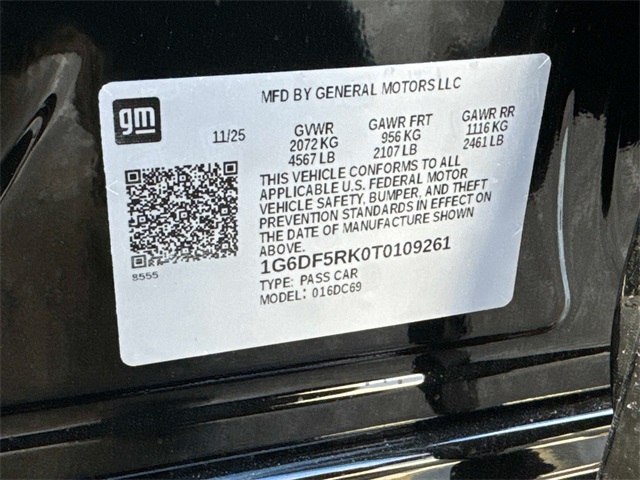 MFD BY GENERAL MOTORS LLC
gm
11/25
GVWR
2072 KG
4567 LB
GAWR FRT
956 KG
2107 LB
GAWR RR
1116 KG
2461 LB
THIS VEHICLE CONFORMS TO ALL
APPLICABLE U.S. FEDERAL MOTOR
VEHICLE SAFETY, BUMPER, AND THEFT
PREVENTION STANDARDS IN EFFECT ON
THE DATE OF MANUFACTURE SHOWN
ABOVE.
1G6DF5RK0T0109261
TYPE: PASS CAR
MODEL: 016DC69
8555